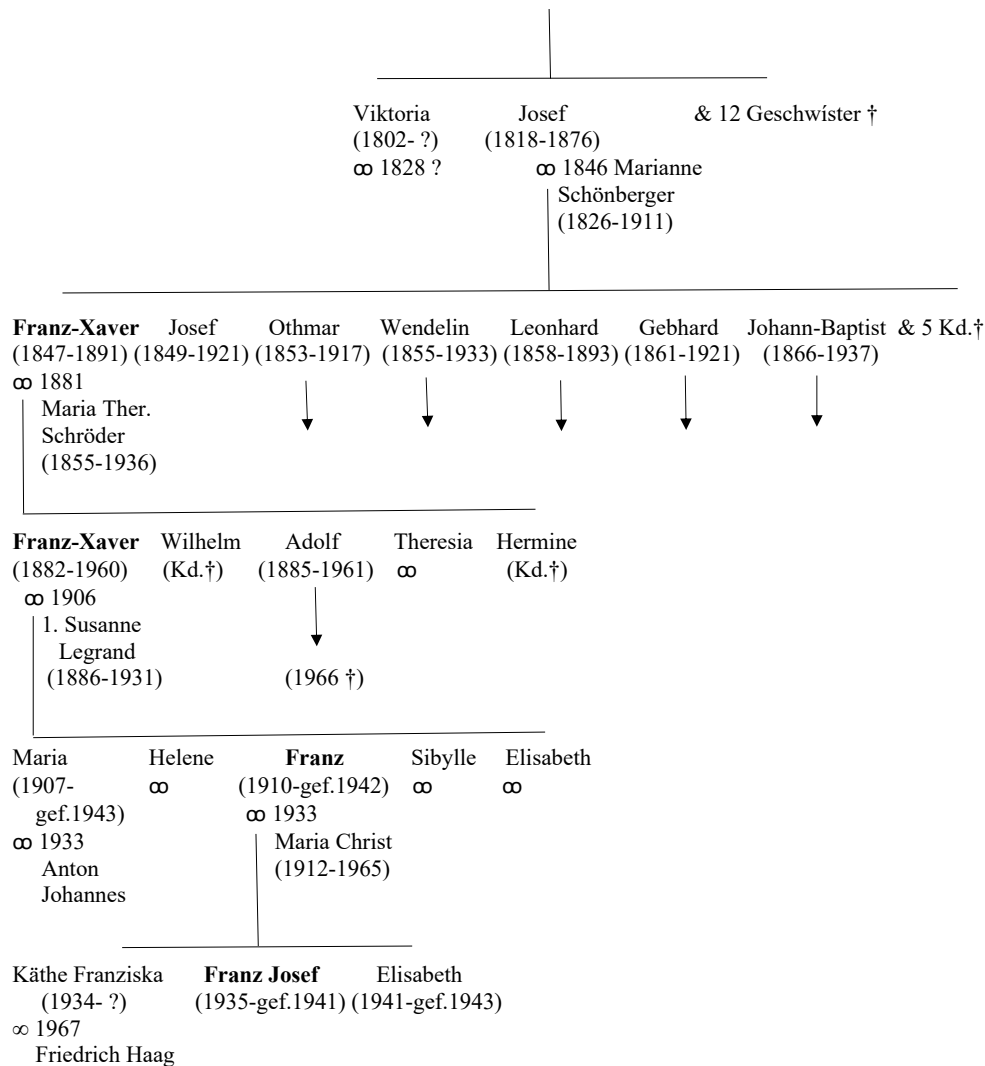 Viktoria Josef & 12 Geschwíster †
(1802- ?) (1818-1876)
ꝏ 1828 ? ꝏ 1846 Marianne
Schönberger
(1826-1911)
Franz-Xaver Josef Othmar Wendelin Leonhard Gebhard Johann-Baptist & 5 Kd.†
(1847-1891) (1849-1921) (1853-1917) (1855-1933) (1858-1893) (1861-1921) (1866-1937)
ꝏ 1881
Maria Ther.
Schröder
(1855-1936)
Franz-Xaver Wilhelm Adolf Theresia Hermine
(1882-1960) (Kd.†) (1885-1961) ꝏ (Kd.†)
ꝏ 1906
1. Susanne
Legrand
(1886-1931) (1966 †)
Maria Helene Franz Sibylle Elisabeth
(1907- ꝏ (1910-gef.1942) ꝏ ꝏ
gef.1943) ꝏ 1933
ꝏ 1933 Maria Christ
Anton (1912-1965)
Johannes
Käthe Franziska Franz Josef Elisabeth
(1934- ?) (1935-gef.1941) (1941-gef.1943)
∞ 1967
Friedrich Haag